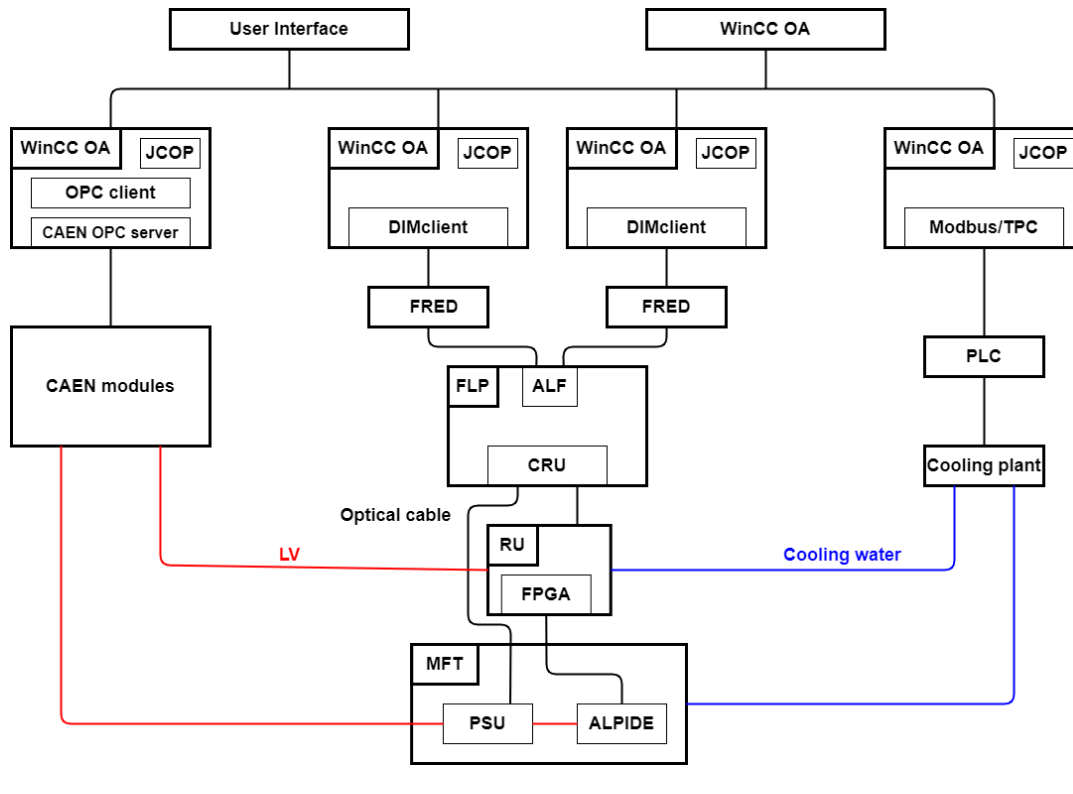 User Interface
WinCC OA
WinCC OA
JCOP
OPC client
CAEN OPC server
WinCC OA
JCOP
DIMclient
WinCC OA
JCOP
DIMclient
WinCC OA
JCOP
Modbus/TPC
FRED
FRED
CAEN modules
FLP
ALF
CRU
PLC
Cooling plant
Optical cable
LV
RU
FPGA
Cooling water
MFT
PSU
ALPIDE